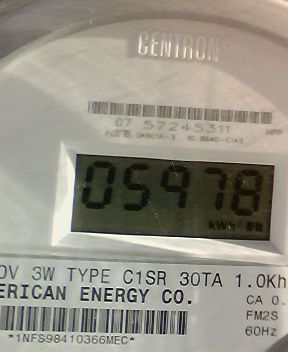 CENTRON®
07 57245311
HPP
05978
kWh
0V 3W TYPE C1SR 30TA 1.0Kh
ERICAN ENERGY CO.
CA 0.
FM2S
60Hz
*1NFS98410366MEC*